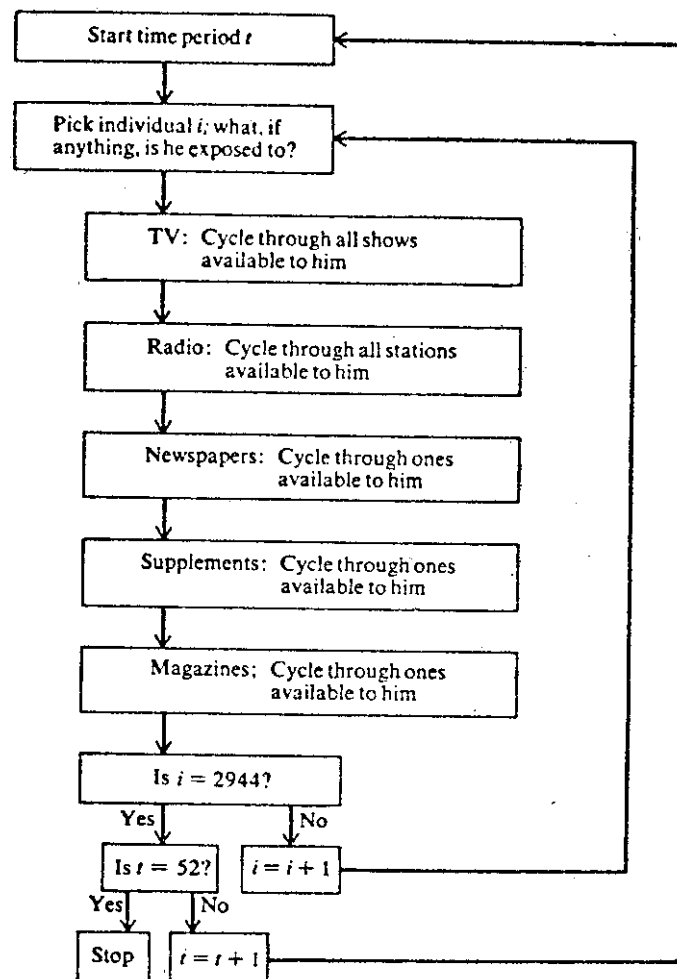 Start time period t
Pick individual i; what, if
anything, is he exposed to?
TV: Cycle through all shows
available to him
Radio: Cycle through all stations
available to him
Newspapers: Cycle through ones
available to him
Supplements: Cycle through ones
available to him
Magazines; Cycle through ones
available to him
Is i = 2944?
Yes
No
Is t = 52?
i = i + 1
Yes
No
Stop
i = t + 1